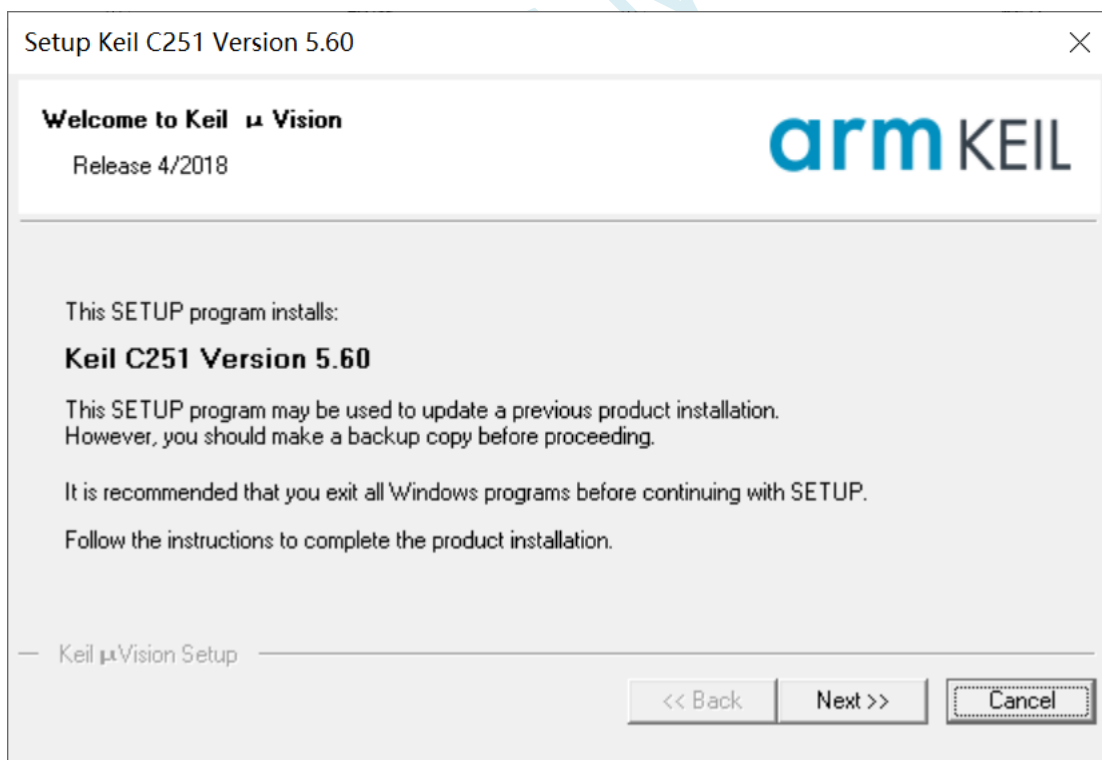 Setup Keil C251 Version 5.60
Welcome to Keil μ Vision
Release 4/2018
arm KEIL
This SETUP program installs:
Keil C251 Version 5.60
This SETUP program may be used to update a previous product installation.
However, you should make a backup copy before proceeding.
It is recommended that you exit all Windows programs before continuing with SETUP.
Follow the instructions to complete the product installation.
Keil μVision Setup
<< Back
Next >>
Cancel